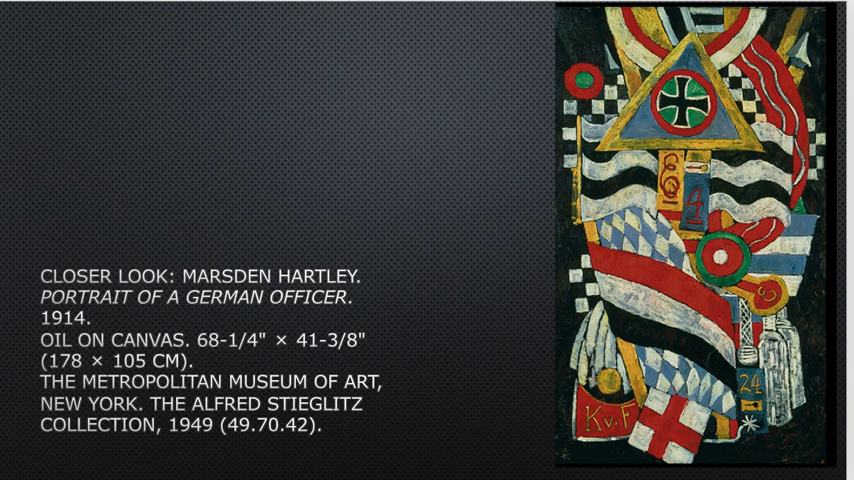 CLOSER LOOK: MARSDEN HARTLEY.
PORTRAIT OF A GERMAN OFFICER.
1914.
OIL ON CANVAS. 68-1/4" × 41-3/8"
(178 × 105 CM).
THE METROPOLITAN MUSEUM OF ART,
NEW YORK. THE ALFRED STIEGLITZ
COLLECTION, 1949 (49.70.42).
E
4
24
Kv.F